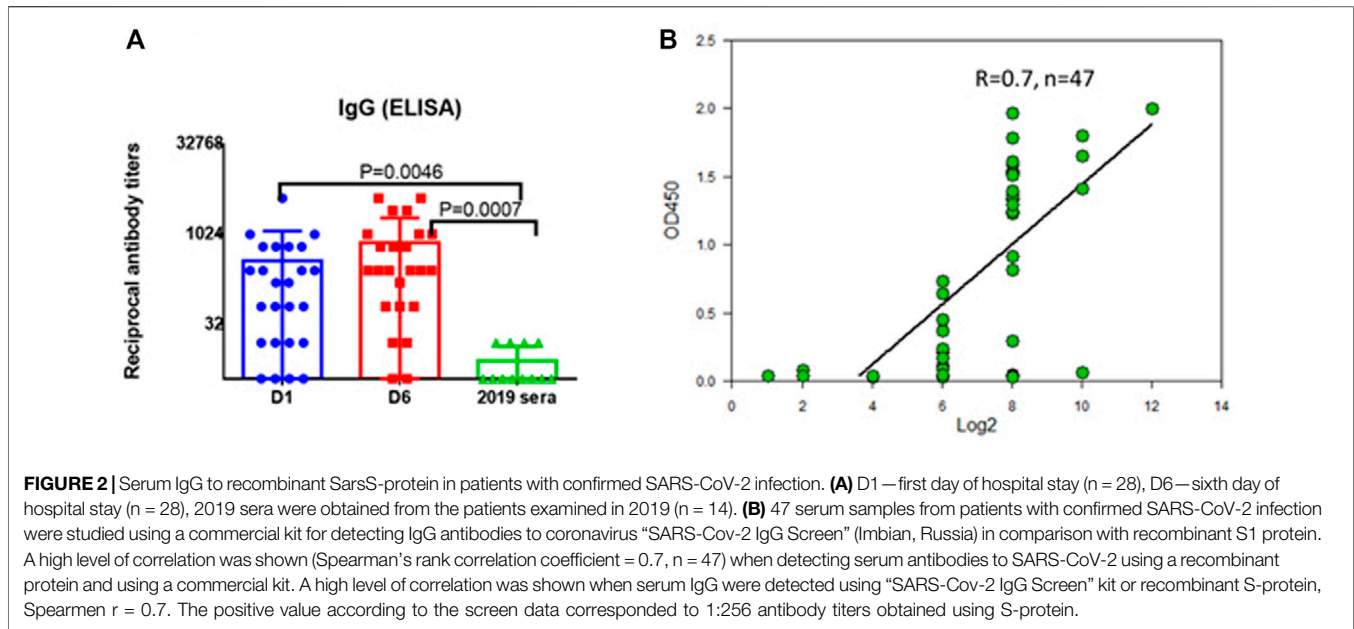 A
IgG (ELISA)
Reciprocal antibody titers
32768
1024
32
P=0.0046
P=0.0007
D1
D6
2019 sera
B
R=0.7, n=47
OD450
2.5
2.0
1.5
1.0
0.5
0.0
0
2
4
6
8
10
12
14
Log2
FIGURE 2 | Serum IgG to recombinant SarsS-protein in patients with confirmed SARS-CoV-2 infection. (A) D1—first day of hospital stay (n = 28), D6—sixth day of
hospital stay (n = 28), 2019 sera were obtained from the patients examined in 2019 (n = 14). (B) 47 serum samples from patients with confirmed SARS-CoV-2 infection
were studied using a commercial kit for detecting IgG antibodies to coronavirus “SARS-Cov-2 IgG Screen” (Imbian, Russia) in comparison with recombinant S1 protein.
A high level of correlation was shown (Spearman’s rank correlation coefficient = 0.7, n = 47) when detecting serum antibodies to SARS-CoV-2 using a recombinant
protein and using a commercial kit. A high level of correlation was shown when serum IgG were detected using “SARS-Cov-2 IgG Screen” kit or recombinant S-protein,
Spearmen r = 0.7. The positive value according to the screen data corresponded to 1:256 antibody titers obtained using S-protein.